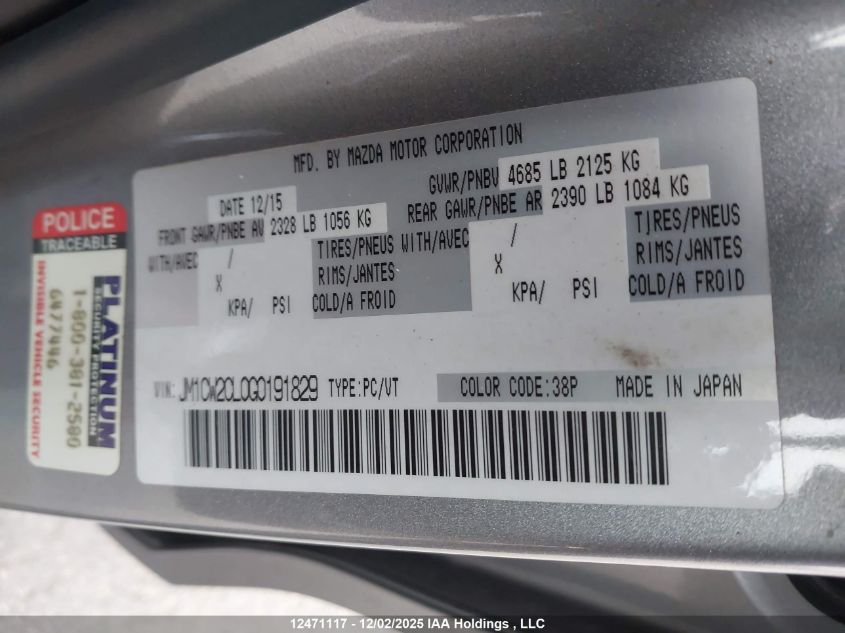 MFD. BY MAZDA MOTOR CORPORATION
DATE 12/15
GVWR/PNBV 4685 LB 2125 KG
FRONT GAWR/PNBE AV 2328 LB 1056 KG
REAR GAWR/PNBE AR 2390 LB 1084 KG
WITH/AVEC / TIRES/PNEUS
X RIMS/JANTES
KPA/ PSI COLD/A FROID
WITH/AVEC / TIRES/PNEUS
X RIMS/JANTES
KPA/ PSI COLD/A FROID
VIN: JM1CW2CL0G0191829 TYPE:PC/VT COLOR CODE:38P MADE IN JAPAN
POLICE
TRACEABLE
PLATINUM
SECURITY PROTECTION
1-800-381-2580
6477446
INVISIBLE VEHICLE SECURITY
12471117 - 12/02/2025 IAA Holdings , LLC